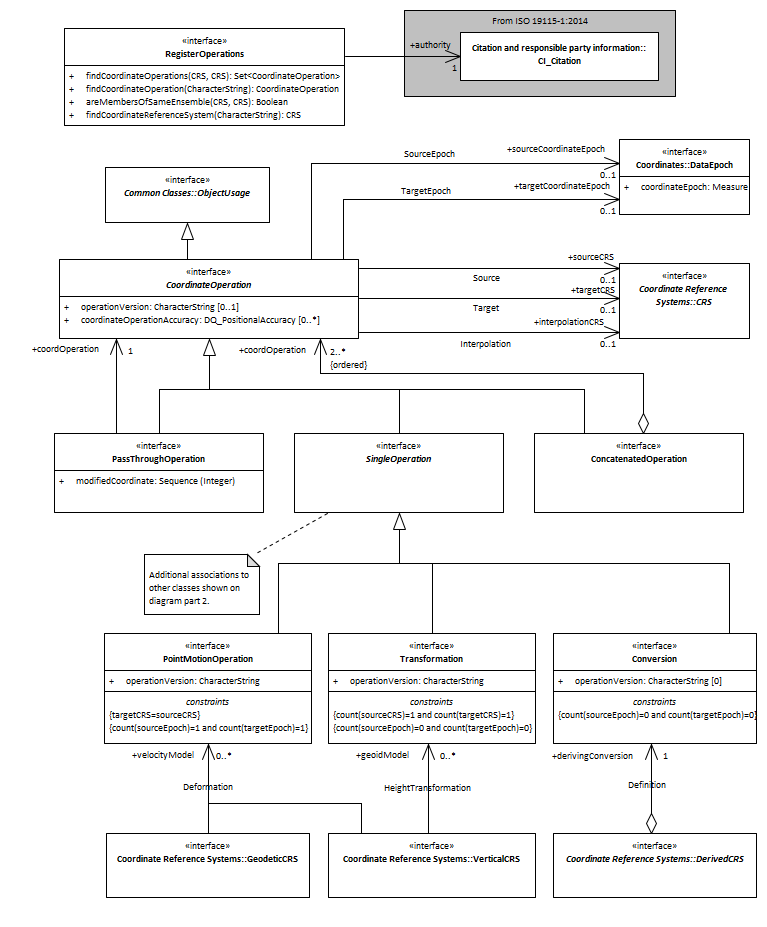 From ISO 19115-1:2014
«interface»
RegisterOperations
+ findCoordinateOperations(CRS, CRS): Set<CoordinateOperation>
+ findCoordinateOperation(CharacterString): CoordinateOperation
+ areMembersOfSameEnsemble(CRS, CRS): Boolean
+ findCoordinateReferenceSystem(CharacterString): CRS
+authority
1
Citation and responsible party information::
CI_Citation
«interface»
Common Classes::ObjectUsage
SourceEpoch
+sourceCoordinateEpoch
0..1
TargetEpoch
+targetCoordinateEpoch
0..1
«interface»
Coordinates::DataEpoch
+ coordinateEpoch: Measure
«interface»
CoordinateOperation
+ operationVersion: CharacterString [0..1]
+ coordinateOperationAccuracy: DQ_PositionalAccuracy [0..*]
+sourceCRS
Source
0..1
+targetCRS
Target
0..1
+interpolationCRS
Interpolation
0..1
«interface»
Coordinate Reference
Systems::CRS
+coordOperation
1
+coordOperation
2..*
{ordered}
«interface»
PassThroughOperation
+ modifiedCoordinate: Sequence (Integer)
«interface»
SingleOperation
«interface»
ConcatenatedOperation
Additional associations to
other classes shown on
diagram part 2.
«interface»
PointMotionOperation
+ operationVersion: CharacterString
constraints
{targetCRS=sourceCRS}
{count(sourceEpoch)=1 and count(targetEpoch)=1}
«interface»
Transformation
+ operationVersion: CharacterString
constraints
{count(sourceCRS)=1 and count(targetCRS)=1}
{count(sourceEpoch)=0 and count(targetEpoch)=0}
«interface»
Conversion
+ operationVersion: CharacterString [0]
constraints
{count(sourceEpoch)=0 and count(targetEpoch)=0}
+velocityModel
0..*
Deformation
+geoidModel
0..*
HeightTransformation
+derivingConversion
1
Definition
«interface»
Coordinate Reference Systems::GeodeticCRS
«interface»
Coordinate Reference Systems::VerticalCRS
«interface»
Coordinate Reference Systems::DerivedCRS